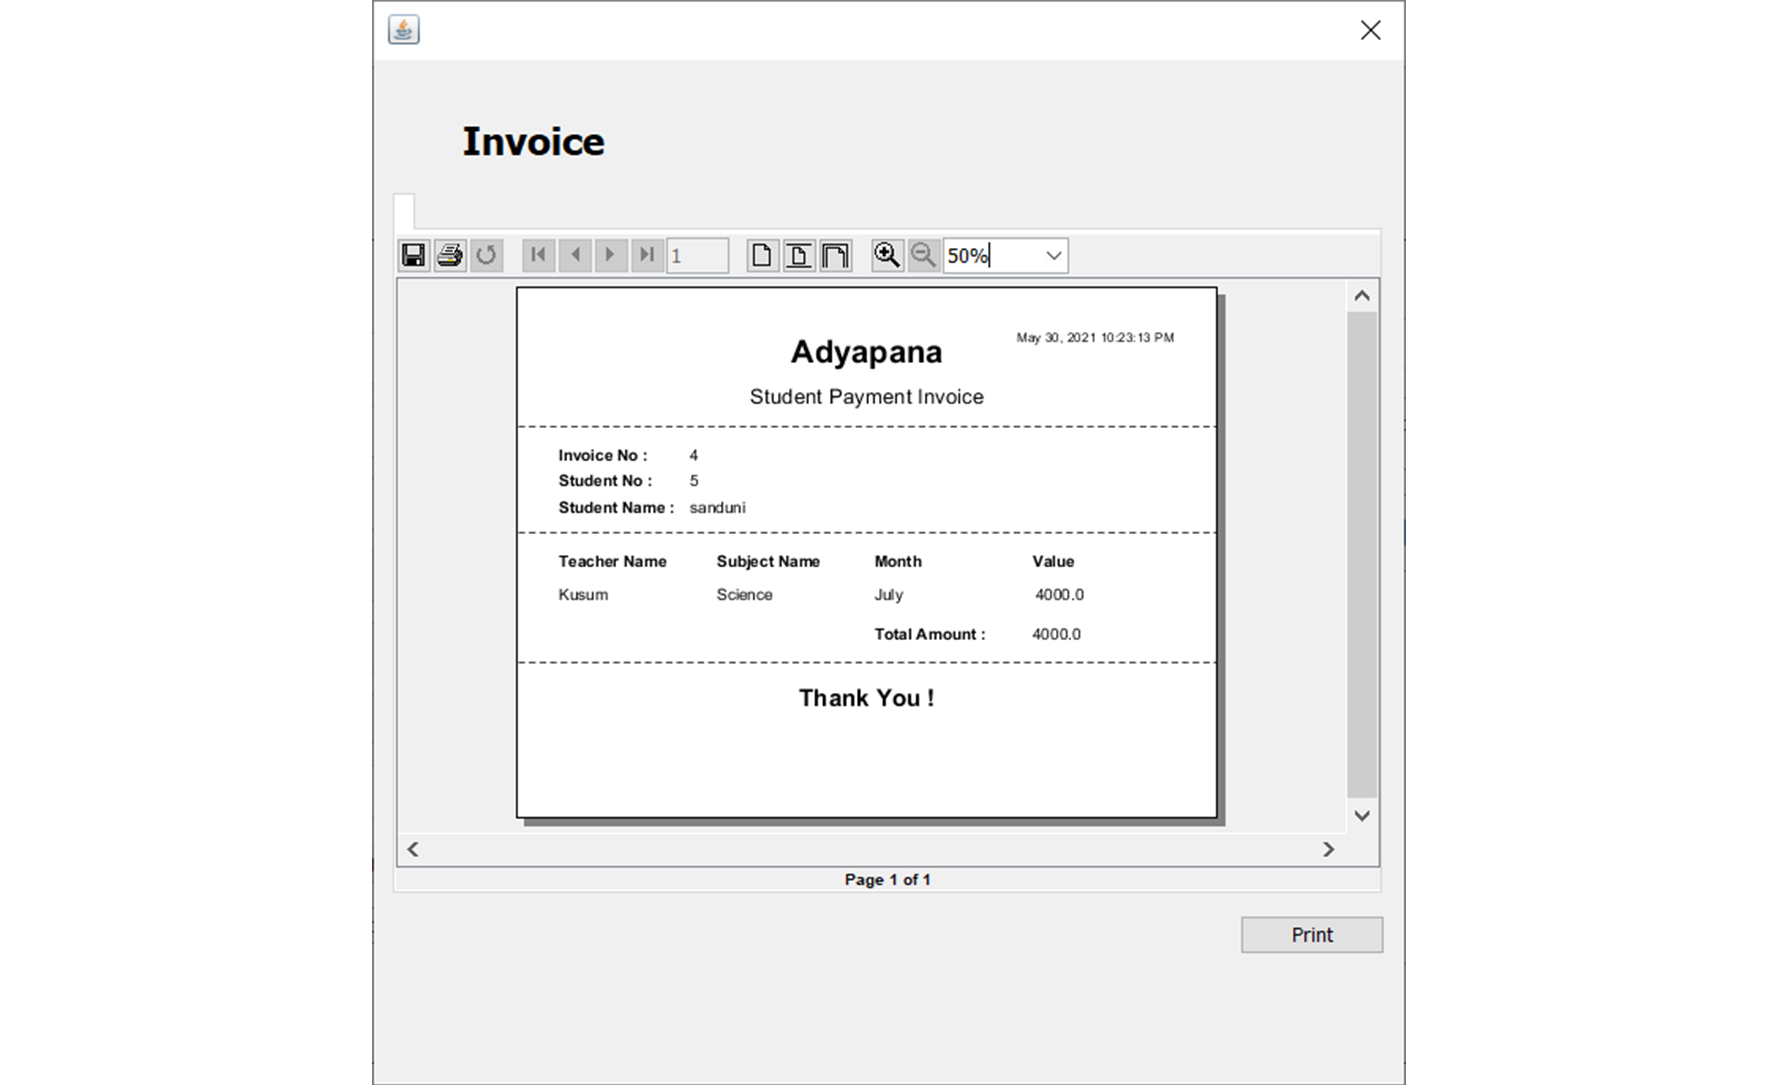 Invoice
1
50%
May 30, 2021 10:23:13 PM
Adyapana
Student Payment Invoice
Invoice No : 4
Student No : 5
Student Name : sanduni
Teacher Name Subject Name Month Value
Kusum Science July 4000.0
Total Amount : 4000.0
Thank You !
Page 1 of 1
Print